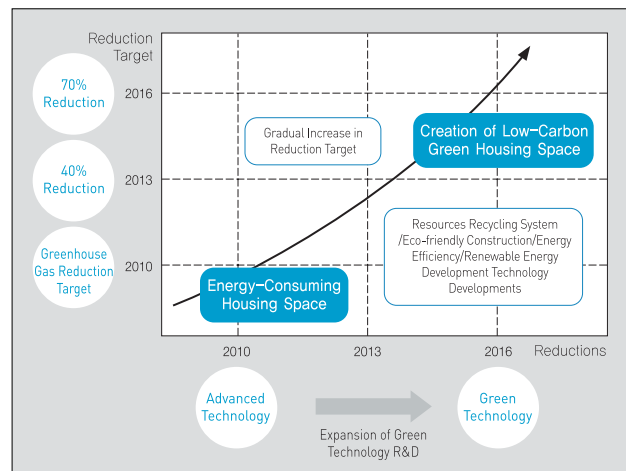 Reduction
Target
70%
Reduction
2016
Gradual Increase in
Reduction Target
Creation of Low-Carbon
Green Housing Space
40%
Reduction
2013
Resources Recycling System
/Eco-friendly Construction/Energy
Efficiency/Renewable Energy
Development Technology
Developments
Greenhouse
Gas Reduction
Target
2010
Energy-Consuming
Housing Space
2010
2013
2016
Reductions
Advanced
Technology
Expansion of Green
Technology R&D
Green
Technology